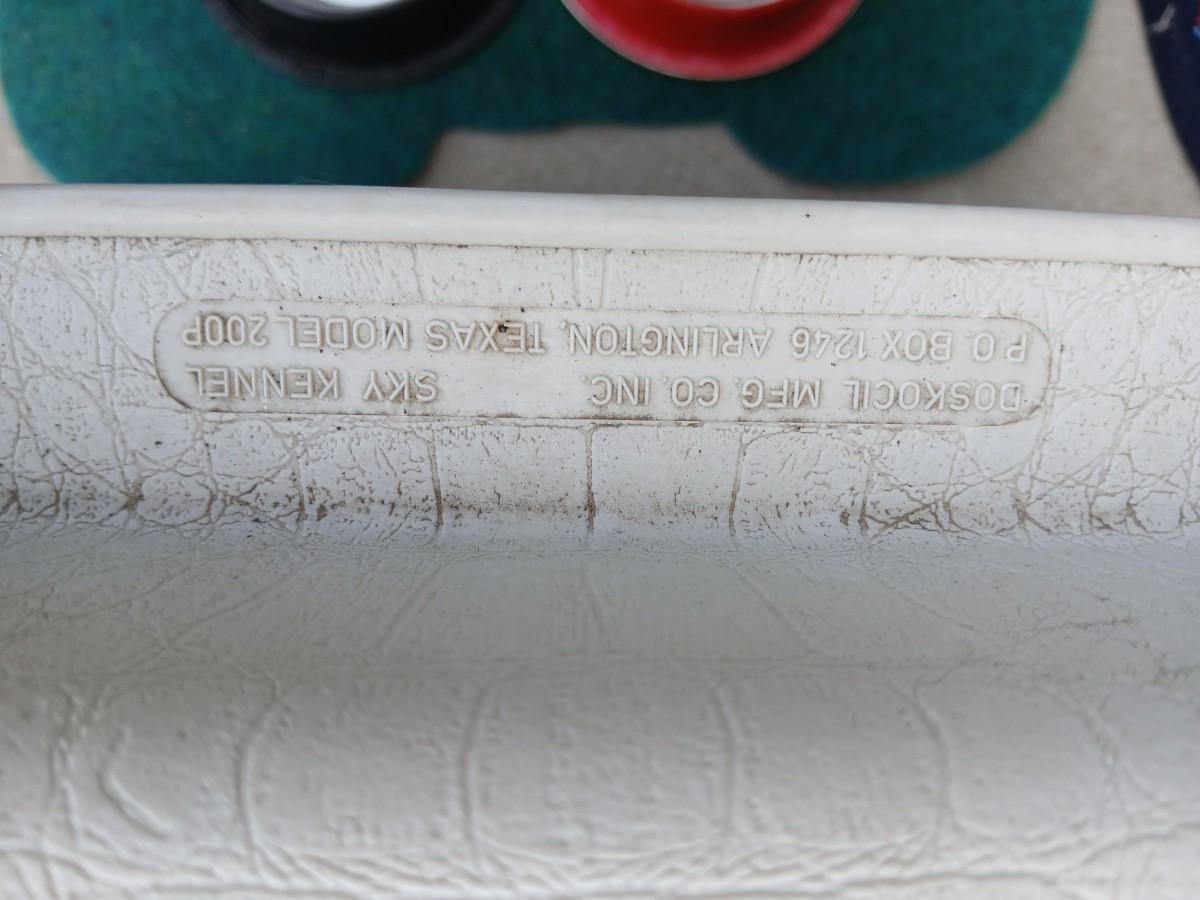 DOSKOCIL MFG. CO. INC. SKY KENNEL
P.O. BOX 1246 ARLINGTON, TEXAS MODEL 200P